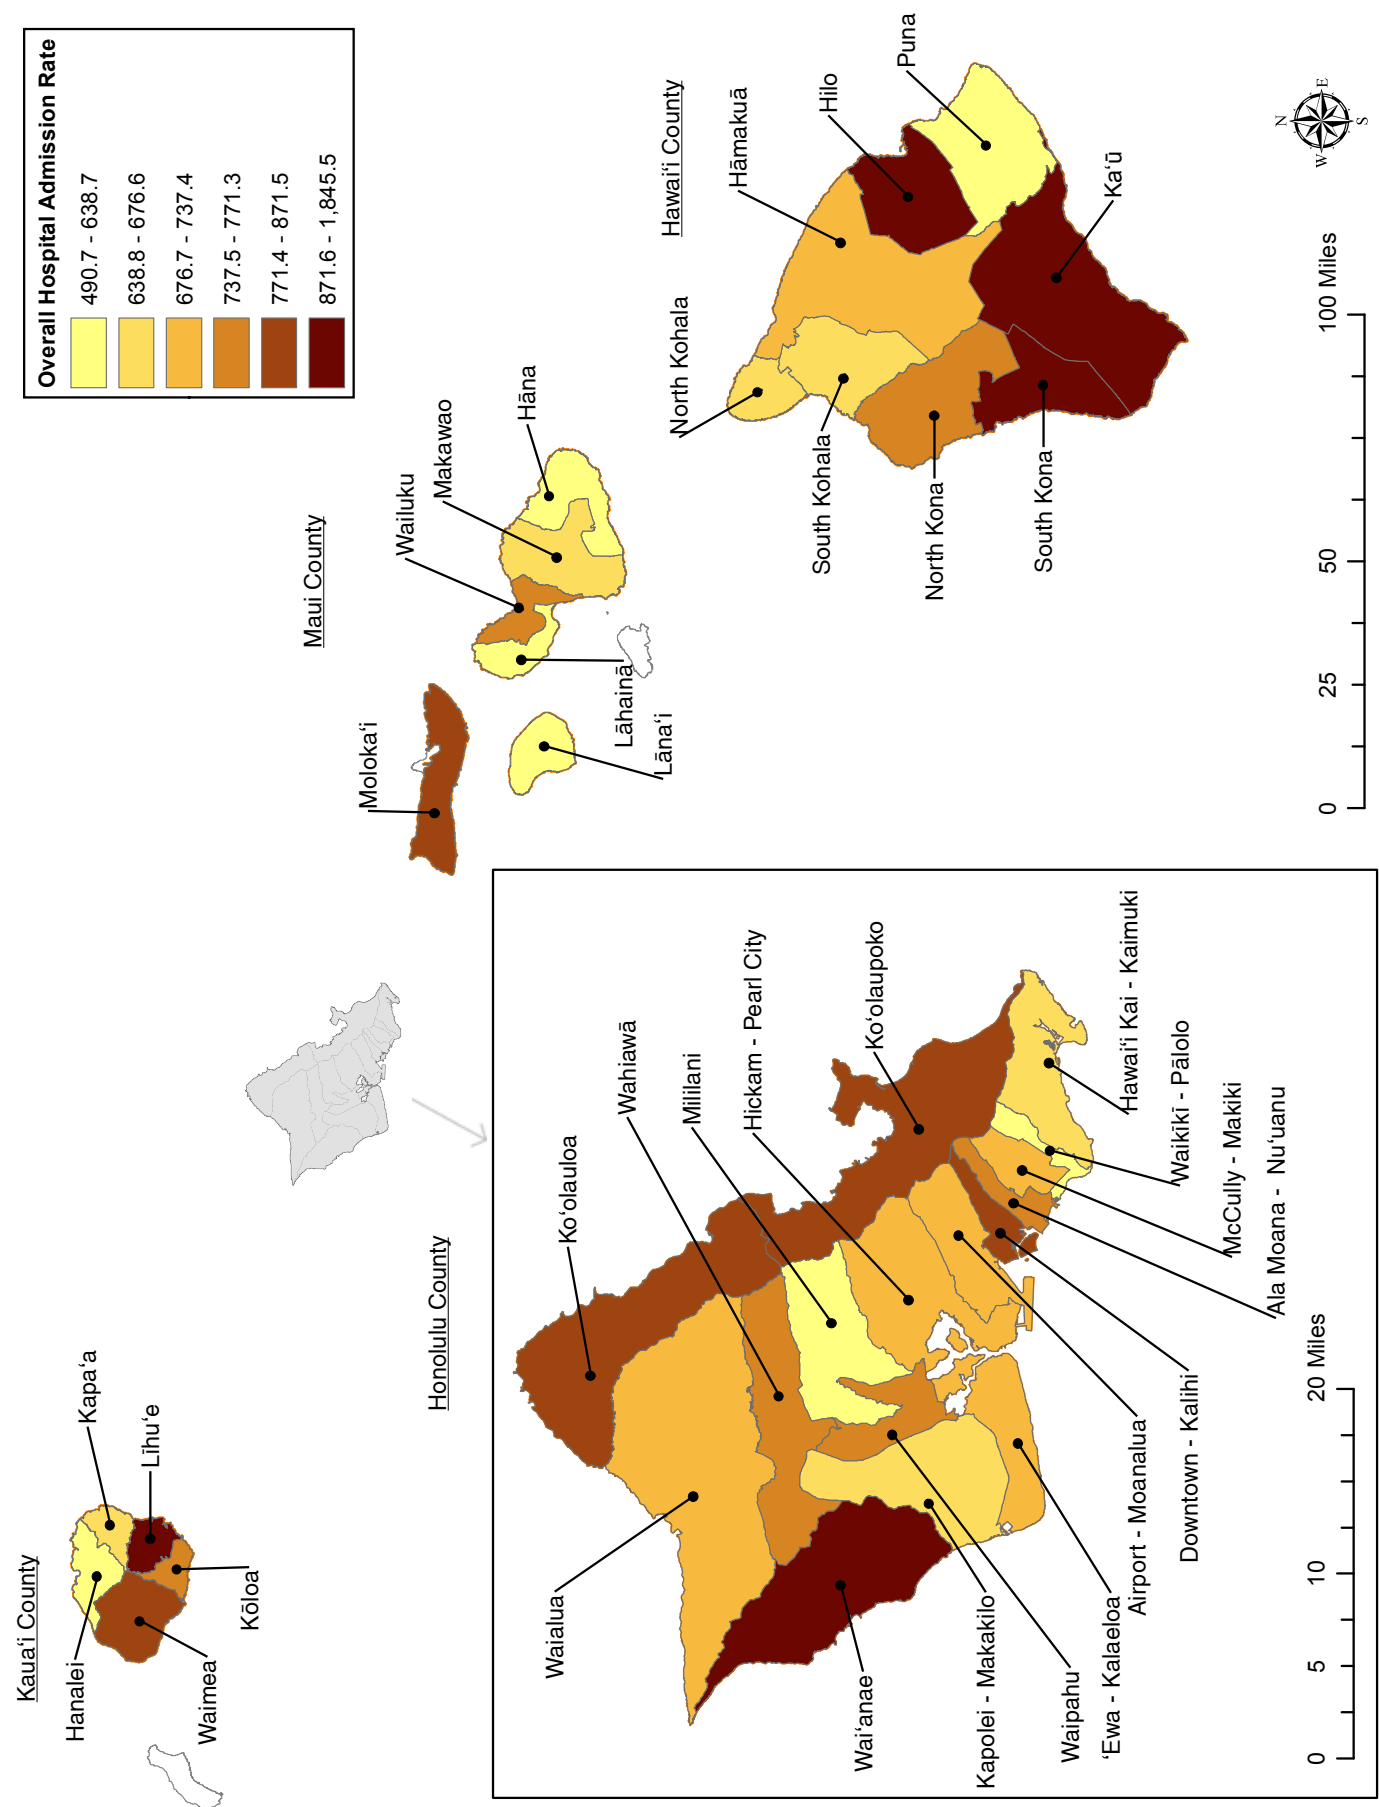 Kauaʻi County
Hanalei
Waimea
Kapaʻa
Līhuʻe
Kōloa
Honolulu County
Koʻolauloa
Wahiawā
Mililani
Hickam - Pearl City
Koʻolaupoko
Waialua
Waiʻanae
Kapolei - Makakilo
Waipahu
ʻEwa - Kalaeloa
Airport - Moanalua
Downtown - Kalihi
Ala Moana - Nuʻuanu
McCully - Makiki
Waikīkī - Pālolo
Hawaiʻi Kai - Kaimuki
0 5 10 20 Miles
Maui County
Molokaʻi
Lānaʻi
Lāhainā
Wailuku
Makawao
Hāna
Hawaiʻi County
North Kohala
Hāmakuā
Hilo
Puna
Kaʻū
South Kohala
North Kona
South Kona
0 25 50 100 Miles
Overall Hospital Admission Rate
490.7 - 638.7
638.8 - 676.6
676.7 - 737.4
737.5 - 771.3
771.4 - 871.5
871.6 - 1,845.5
N
W
E
S